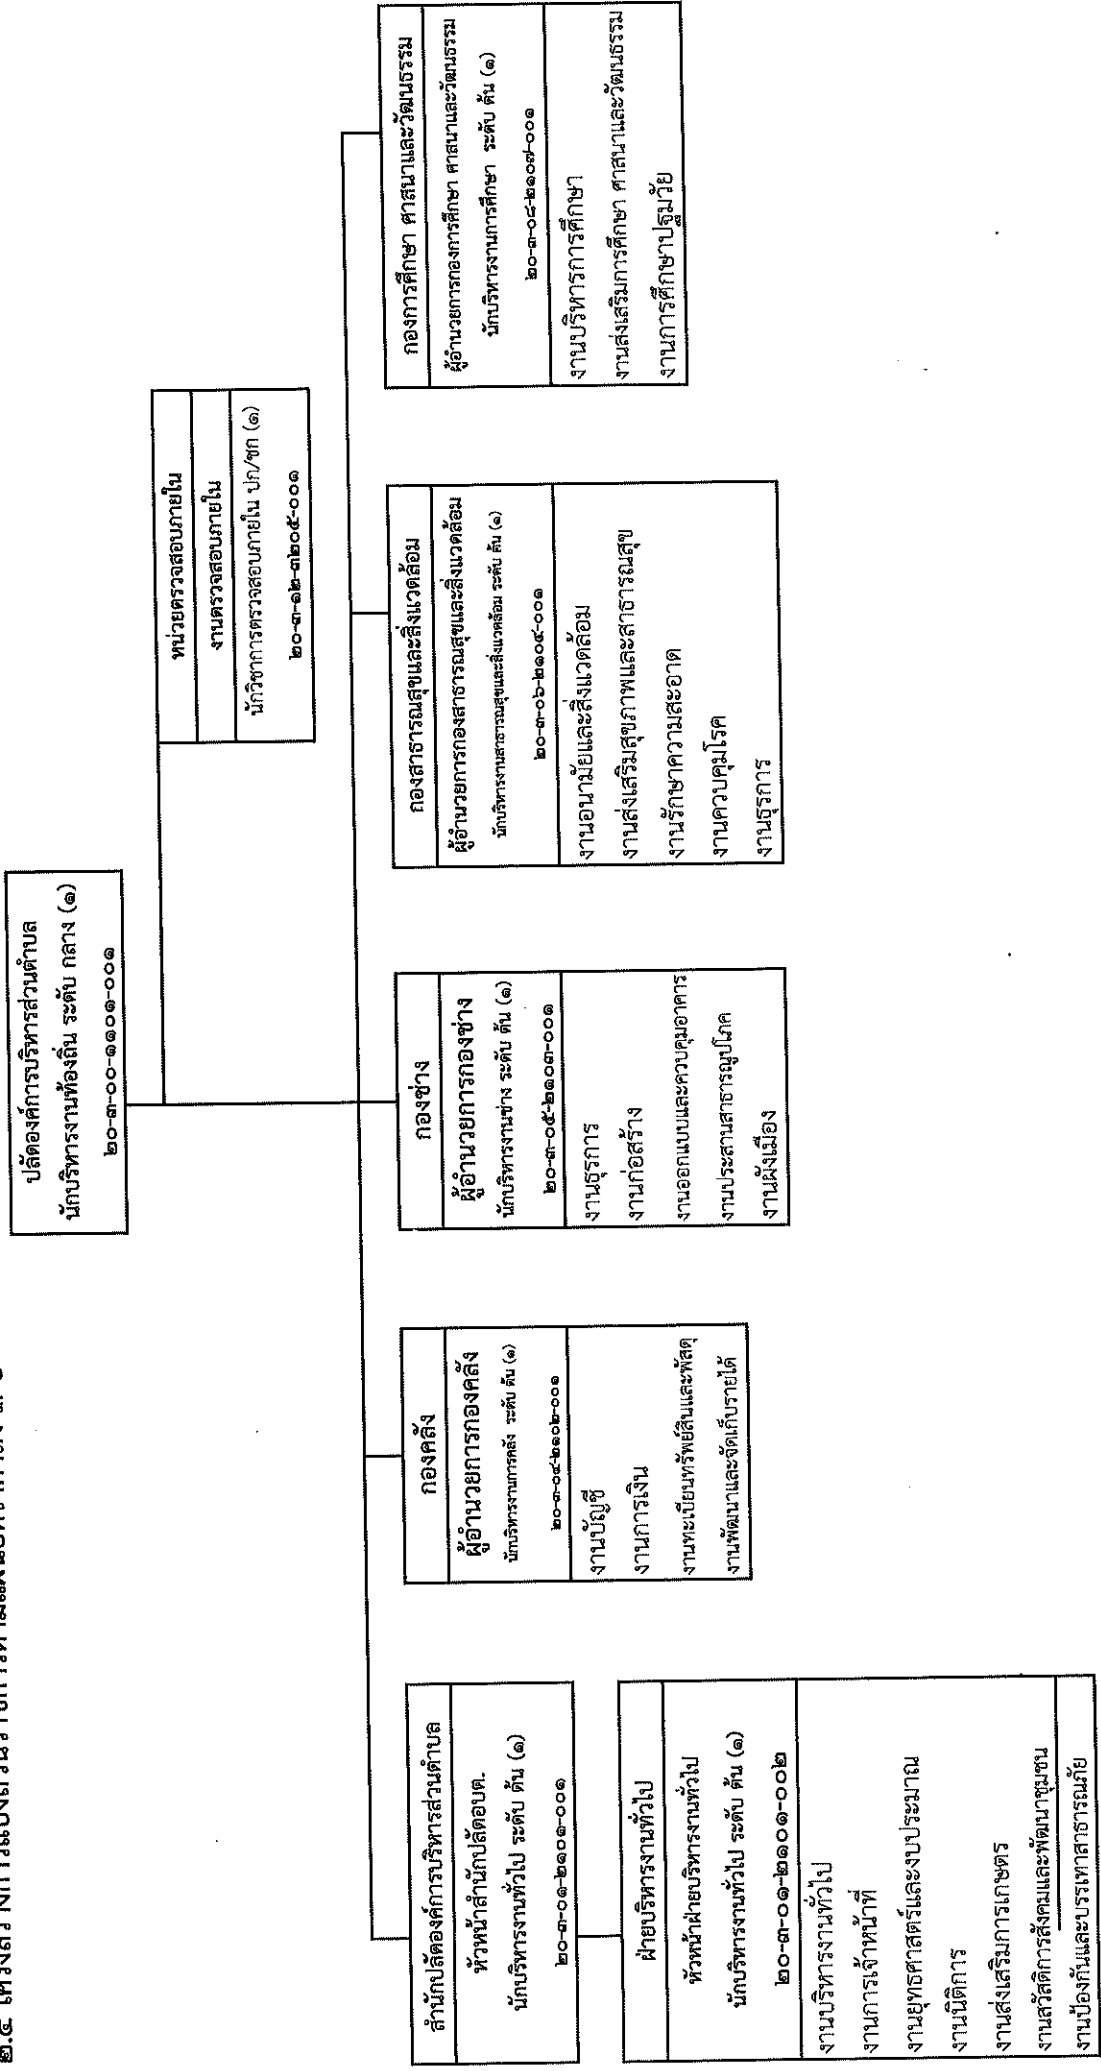 ปลัดองค์การบริหารส่วนตำบล
นักบริหารงานท้องถิ่น ระดับ กลาง (๑)
๒๐-๓-๐๐-๑๑๐๑-๐๐๑
หน่วยตรวจสอบภายใน
งานตรวจสอบภายใน
นักวิชาการตรวจสอบภายใน ปก/ชก (๑)
๒๐-๓-๑๒-๓๒๐๕-๐๐๑
สำนักปลัดองค์การบริหารส่วนตำบล
หัวหน้าสำนักปลัดอบต.
นักบริหารงานทั่วไป ระดับ ต้น (๑)
๒๐-๓-๐๑-๒๑๐๑-๐๐๑
ฝ่ายบริหารงานทั่วไป
หัวหน้าฝ่ายบริหารงานทั่วไป
นักบริหารงานทั่วไป ระดับ ต้น (๑)
๒๐-๓-๐๑-๒๑๐๑-๐๐๒
งานบริหารงานทั่วไป
งานการเจ้าหน้าที่
งานยุทธศาสตร์และงบประมาณ
งานนิติการ
งานส่งเสริมการเกษตร
งานสวัสดิการสังคมและพัฒนาชุมชน
งานป้องกันและบรรเทาสาธารณภัย
กองคลัง
ผู้อำนวยการกองคลัง
นักบริหารงานการคลัง ระดับ ต้น (๑)
๒๐-๓-๐๔-๒๑๐๒-๐๐๑
งานบัญชี
งานการเงิน
งานทะเบียนทรัพย์สินและพัสดุ
งานพัฒนาและจัดเก็บรายได้
กองช่าง
ผู้อำนวยการกองช่าง
นักบริหารงานช่าง ระดับ ต้น (๑)
๒๐-๓-๐๕-๒๑๐๓-๐๐๑
งานธุรการ
งานก่อสร้าง
งานออกแบบและควบคุมอาคาร
งานประสานสาธารณูปโภค
งานผังเมือง
กองสาธารณสุขและสิ่งแวดล้อม
ผู้อำนวยการกองสาธารณสุขและสิ่งแวดล้อม
นักบริหารงานสาธารณสุขและสิ่งแวดล้อม ระดับ ต้น (๑)
๒๐-๓-๐๖-๒๑๐๔-๐๐๑
งานอนามัยและสิ่งแวดล้อม
งานส่งเสริมสุขภาพและสาธารณสุข
งานรักษาความสะอาด
งานควบคุมโรค
งานธุรการ
กองการศึกษา ศาสนาและวัฒนธรรม
ผู้อำนวยการกองการศึกษา ศาสนาและวัฒนธรรม
นักบริหารงานการศึกษา ระดับ ต้น (๑)
๒๐-๓-๐๘-๒๑๐๗-๐๐๑
งานบริหารการศึกษา
งานส่งเสริมการศึกษา ศาสนาและวัฒนธรรม
งานการศึกษาปฐมวัย